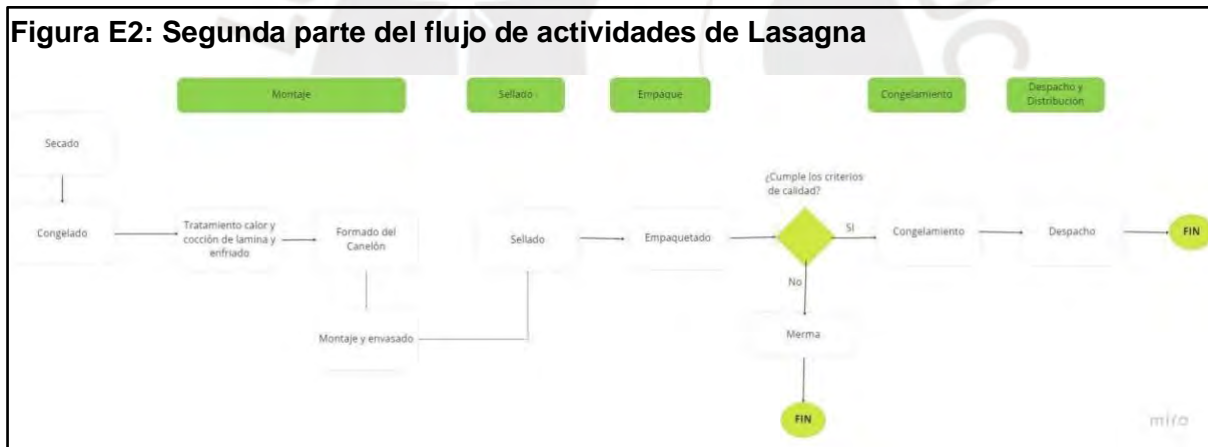 Figura E2: Segunda parte del flujo de actividades de Lasagna
Montaje
Sellado
Empaque
Congelamiento
Despacho y
Distribución
Secado
Congelado
Tratamiento calor y
cocción de lamina y
enfriado
Formado del
Canelón
Montaje y envasado
Sellado
Empaquetado
¿Cumple los criterios
de calidad?
SI
No
Merma
FIN
Congelamiento
Despacho
FIN
miro